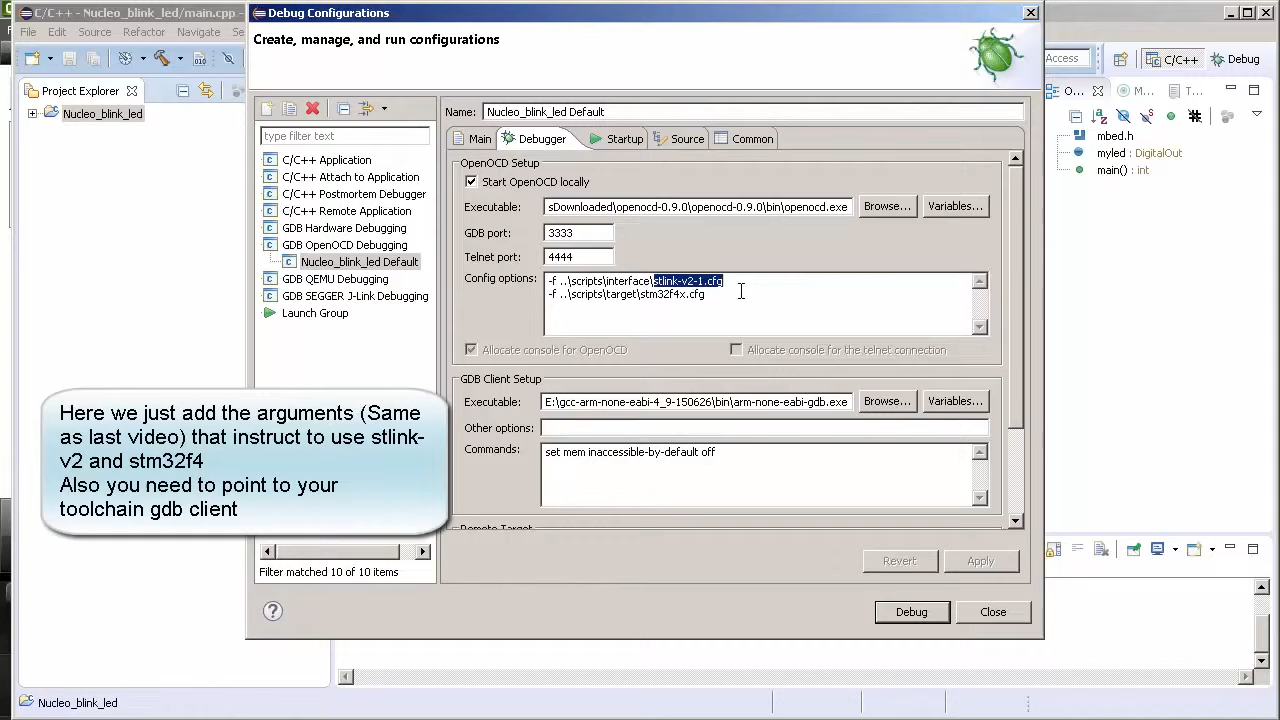 C/C++ - Nucleo_blink_led/main.cpp
Debug Configurations
File Edit Source Refactor Navigate
Create, manage, and run configurations
Access
C/C++
Debug
Project Explorer
Nucleo_blink_led
type filter text
C/C++ Application
C/C++ Attach to Application
C/C++ Postmortem Debugger
C/C++ Remote Application
GDB Hardware Debugging
GDB OpenOCD Debugging
Nucleo_blink_led Default
GDB QEMU Debugging
GDB SEGGER J-Link Debugging
Launch Group
Filter matched 10 of 10 items
Name: Nucleo_blink_led Default
Main Debugger Startup Source Common
OpenOCD Setup
Start OpenOCD locally
Executable: sDownloaded\openocd-0.9.0\openocd-0.9.0\bin\openocd.exe Browse... Variables...
GDB port: 3333
Telnet port: 4444
Config options: -f ..\scripts\interface\stlink-v2-1.cfg
-f ..\scripts\target\stm32f4x.cfg
Allocate console for OpenOCD Allocate console for the telnet connection
GDB Client Setup
Executable: E:\gcc-arm-none-eabi-4_9-150626\bin\arm-none-eabi-gdb.exe Browse... Variables...
Other options:
Commands: set mem inaccessible-by-default off
Remote Target
Revert Apply
Debug Close
O... M... T...
mbed.h
myled : DigitalOut
main() : int
Here we just add the arguments (Same
as last video) that instruct to use stlink-
v2 and stm32f4
Also you need to point to your
toolchain gdb client
Nucleo_blink_led